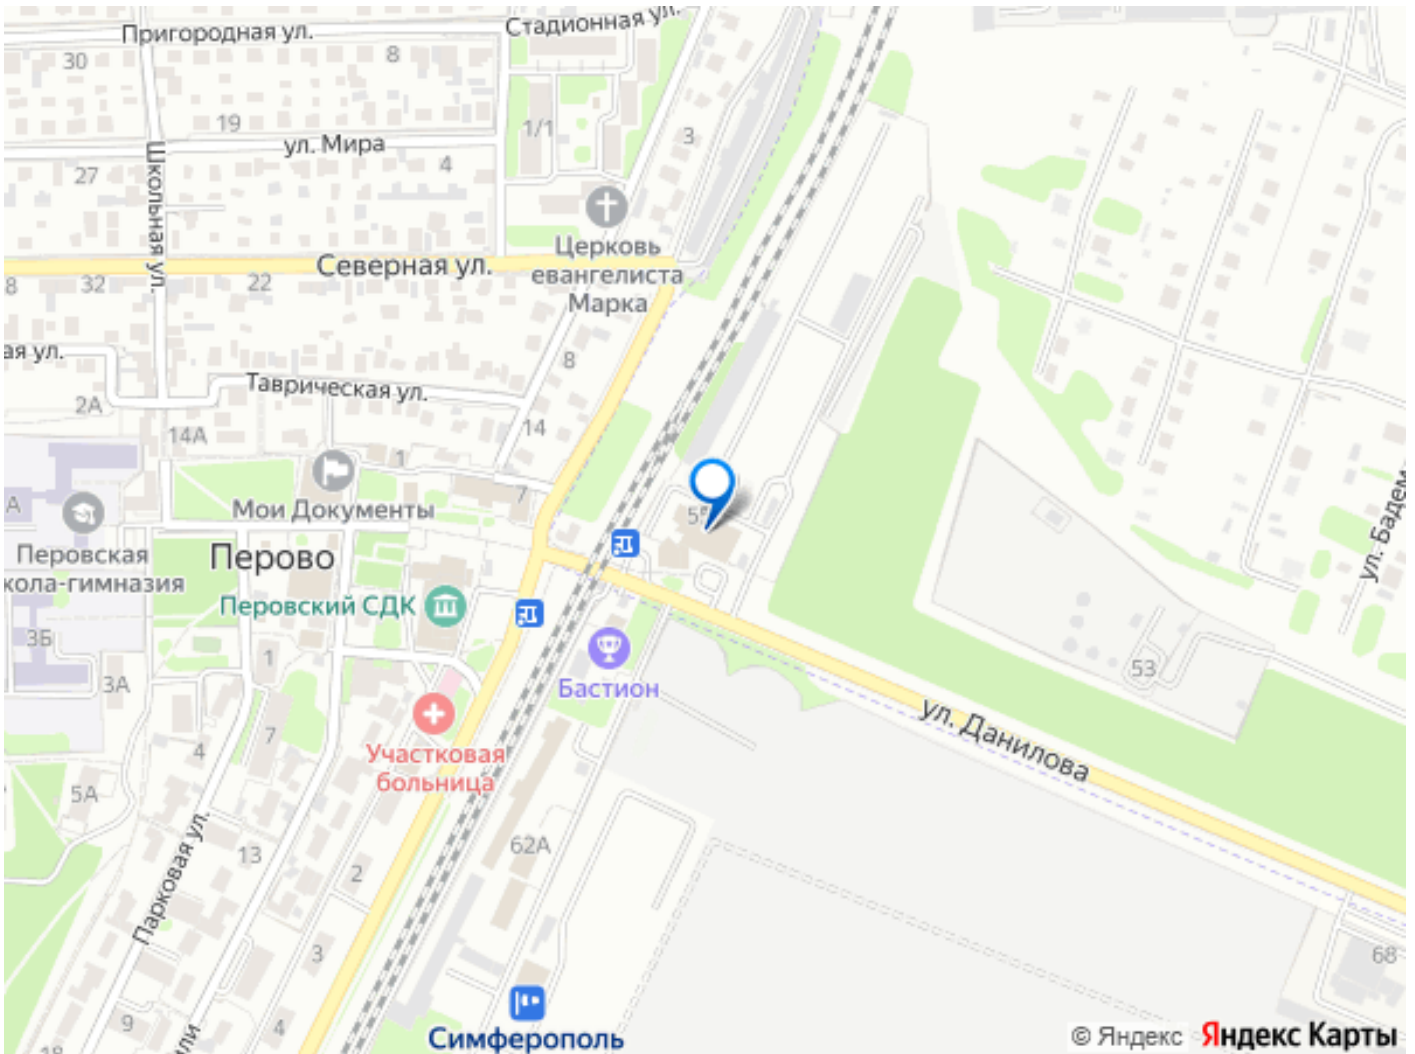 Пригородная ул.
Стадионная ул.
30
8
19
1/1
3
ул. Мира
4
27
Школьная ул.
Церковь
евангелиста
Марка
Северная ул.
8
32
22
ая ул.
8
Таврическая ул.
2А
14А
14
1
7
Мои Документы
А
Перовская
кола-гимназия
Перово
Перовский СДК
ул. Бадем
3Б
1
3А
Бастион
53
7
4
Участковая
больница
ул. Данилова
5А
62А
13
2
Парковая ул.
3
68
9
4
18
или
Симферополь
© Яндекс Яндекс Карты